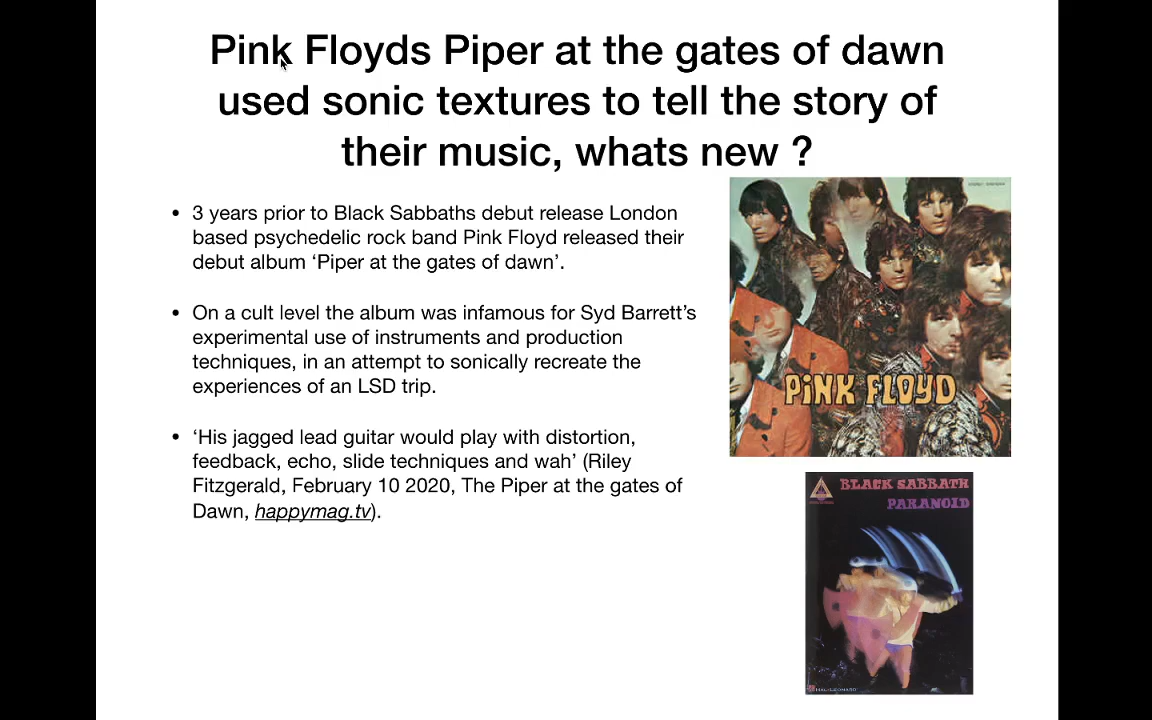 Pink Floyds Piper at the gates of dawn
used sonic textures to tell the story of
their music, whats new ?
• 3 years prior to Black Sabbaths debut release London
based psychedelic rock band Pink Floyd released their
debut album ‘Piper at the gates of dawn’.
• On a cult level the album was infamous for Syd Barrett’s
experimental use of instruments and production
techniques, in an attempt to sonically recreate the
experiences of an LSD trip.
• ‘His jagged lead guitar would play with distortion,
feedback, echo, slide techniques and wah’ (Riley
Fitzgerald, February 10 2020, The Piper at the gates of
Dawn, happymag.tv).
PiNK FLOYD
BLACK SABBATH
PARANOID
HAL•LEONARD